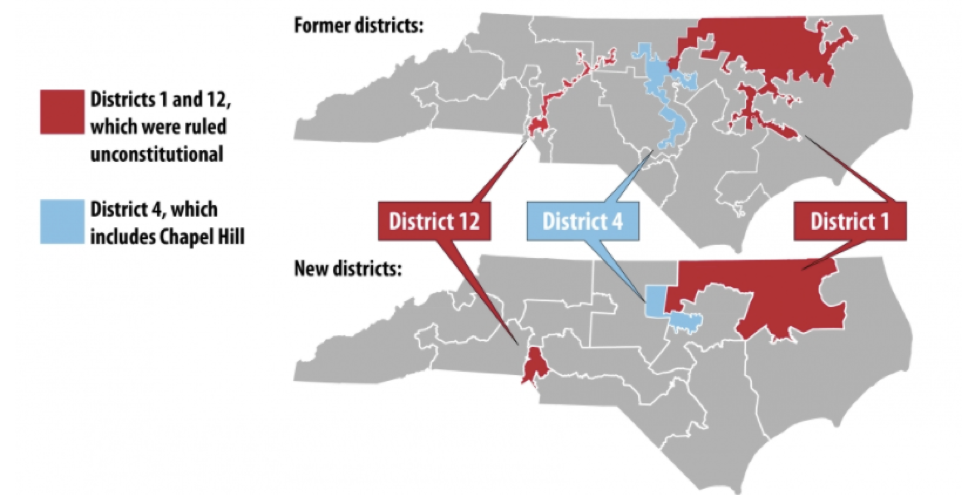 Former districts:
Districts 1 and 12,
which were ruled
unconstitutional
District 4, which
includes Chapel Hill
District 12
District 4
District 1
New districts: